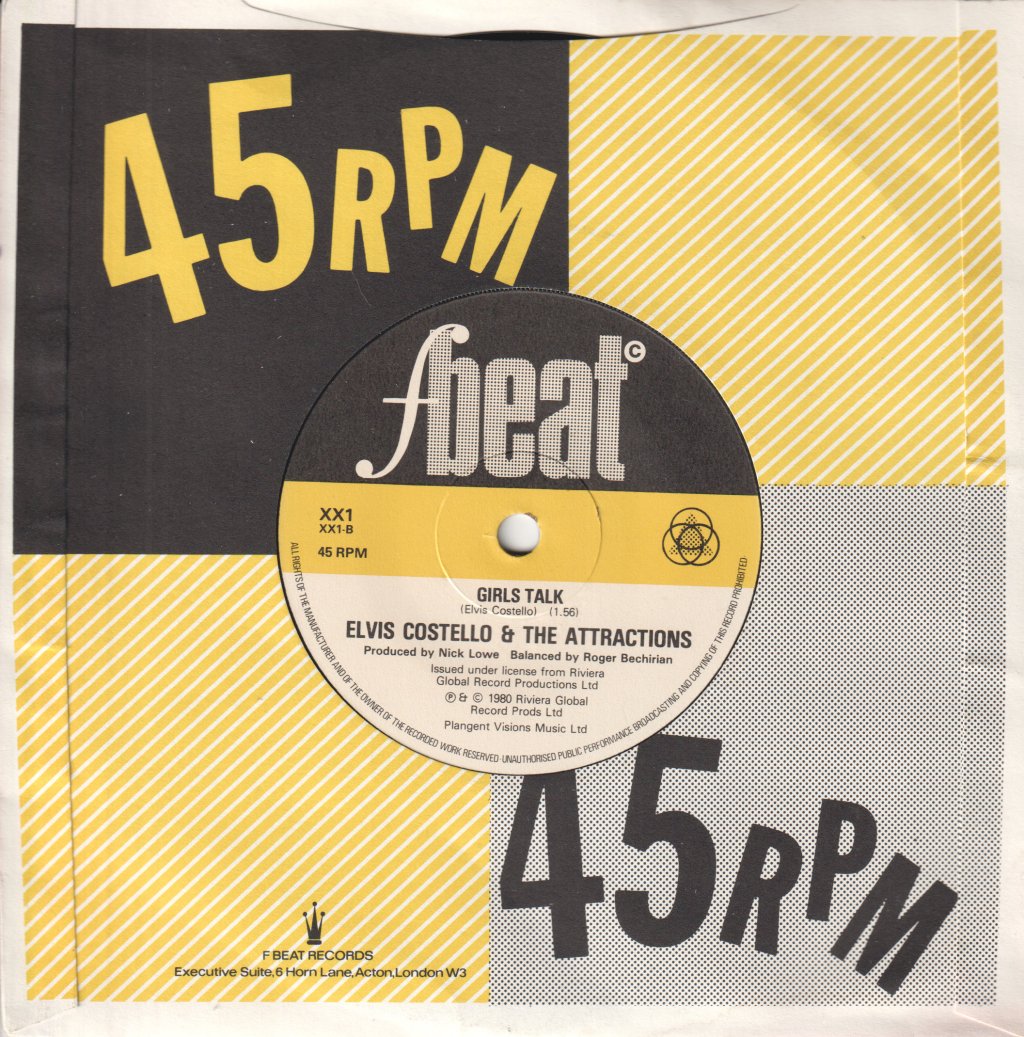 45 RPM
fbeat©
XX1
XX1-B
45 RPM
GIRLS TALK
(Elvis Costello) (1.56)
ELVIS COSTELLO & THE ATTRACTIONS
Produced by Nick Lowe Balanced by Roger Bechirian
Issued under license from Riviera
Global Record Productions Ltd
℗ & © 1980 Riviera Global
Record Prods Ltd
Plangent Visions Music Ltd
ALL RIGHTS OF THE MANUFACTURER AND OF THE OWNER OF THE RECORDED WORK RESERVED·UNAUTHORISED PUBLIC PERFORMANCE BROADCASTING AND COPYING OF THIS RECORD PROHIBITED·
45 RPM
F BEAT RECORDS
Executive Suite,6 Horn Lane,Acton,London W3